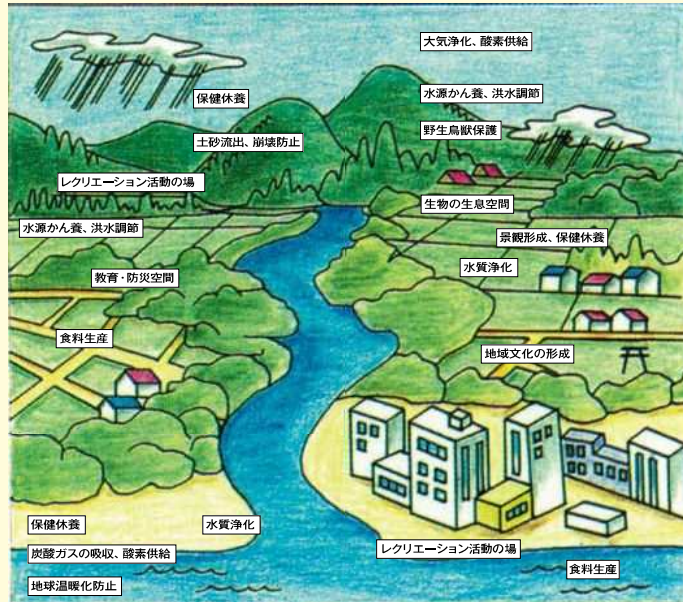 大気浄化、酸素供給
保健休養
水源かん養、洪水調節
野生鳥獣保護
土砂流出、崩壊防止
レクリエーション活動の場
生物の生息空間
水源かん養、洪水調節
景観形成、保健休養
水質浄化
教育・防災空間
食料生産
地域文化の形成
保健休養
水質浄化
レクリエーション活動の場
炭酸ガスの吸収、酸素供給
食料生産
地球温暖化防止